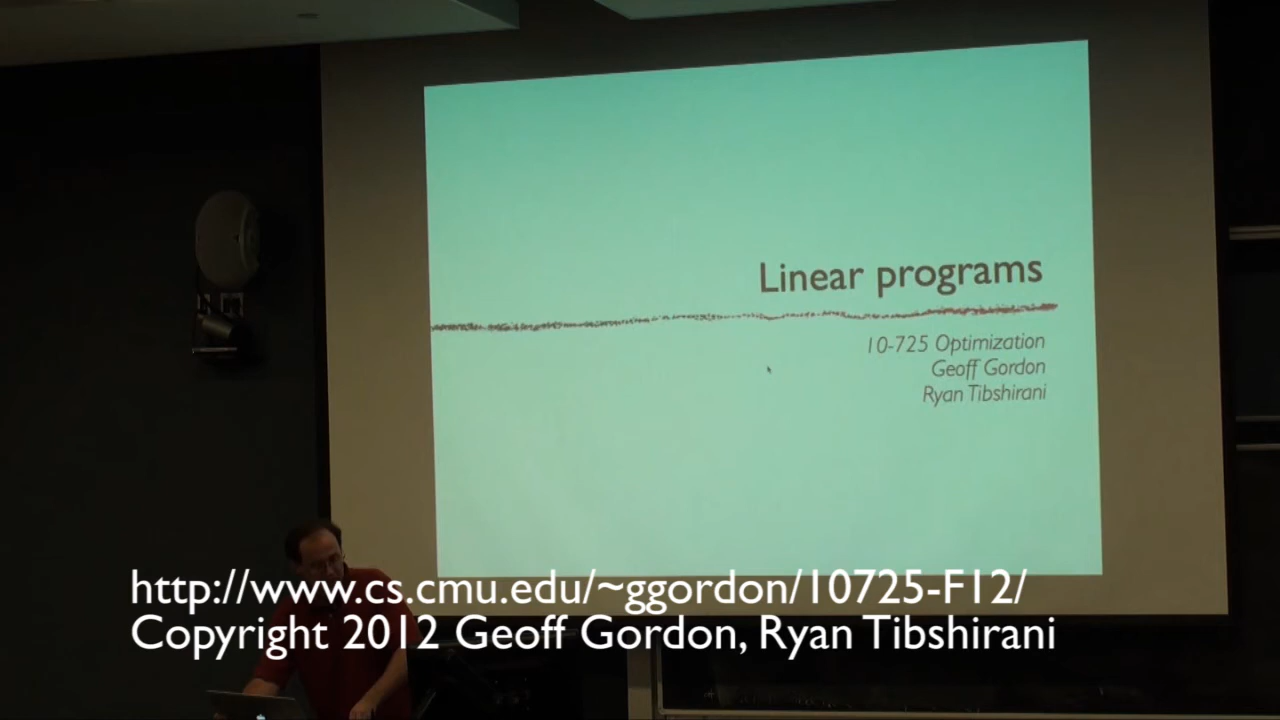 Linear programs
10-725 Optimization
Geoff Gordon
Ryan Tibshirani
http://www.cs.cmu.edu/~ggordon/10725-F12/
Copyright 2012 Geoff Gordon, Ryan Tibshirani